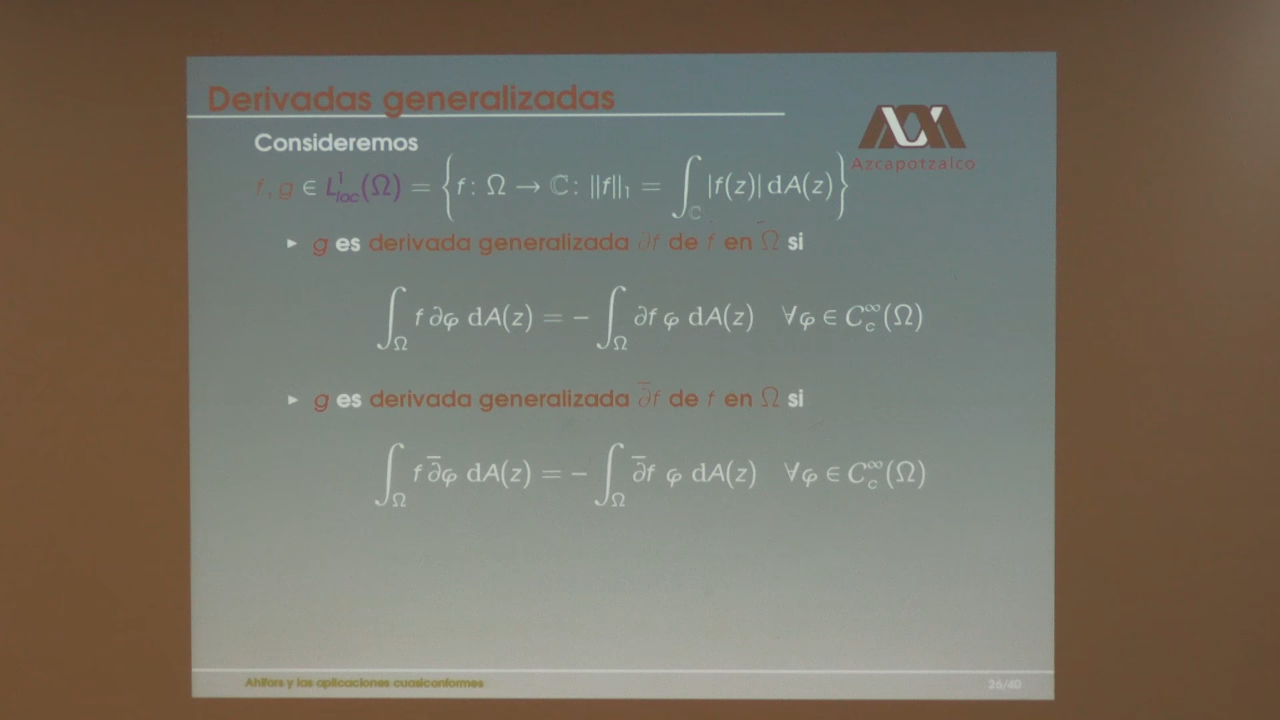 Derivadas generalizadas
Azcapotzalco
Consideremos
f, g ∈ L¹_loc(Ω) = { f : Ω → ℂ : ‖f‖₁ = ∫_ℂ |f(z)| dA(z) }
▸ g es derivada generalizada ∂f de f en Ω si
∫_Ω f ∂φ dA(z) = − ∫_Ω ∂f φ dA(z) ∀φ ∈ C_c^∞(Ω)
▸ g es derivada generalizada ∂̄f de f en Ω si
∫_Ω f ∂̄φ dA(z) = − ∫_Ω ∂̄f φ dA(z) ∀φ ∈ C_c^∞(Ω)
Ahlfors y las aplicaciones cuasiconformes
26/40